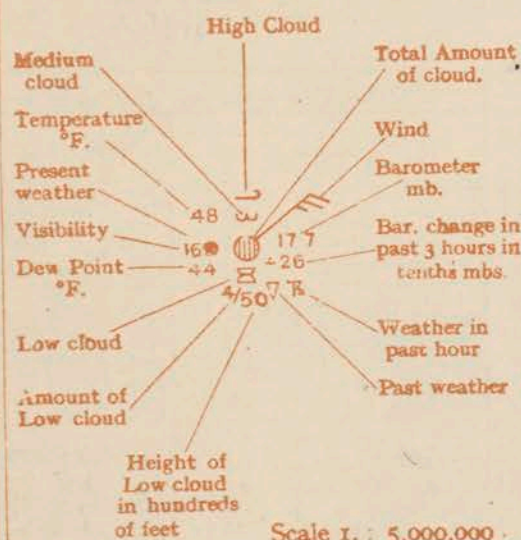 High Cloud
Medium
cloud
Total Amount
of cloud.
Temperature
°F.
Wind
Present
weather
Barometer
mb.
48
Visibility
16
177
Bar. change in
past 3 hours in
tenths mbs.
Dew Point
°F.
44
26
4/50
Low cloud
Weather in
past hour
Amount of
Low cloud
Past weather
Height of
Low cloud
in hundreds
of feet
Scale 1. : 5,000,000